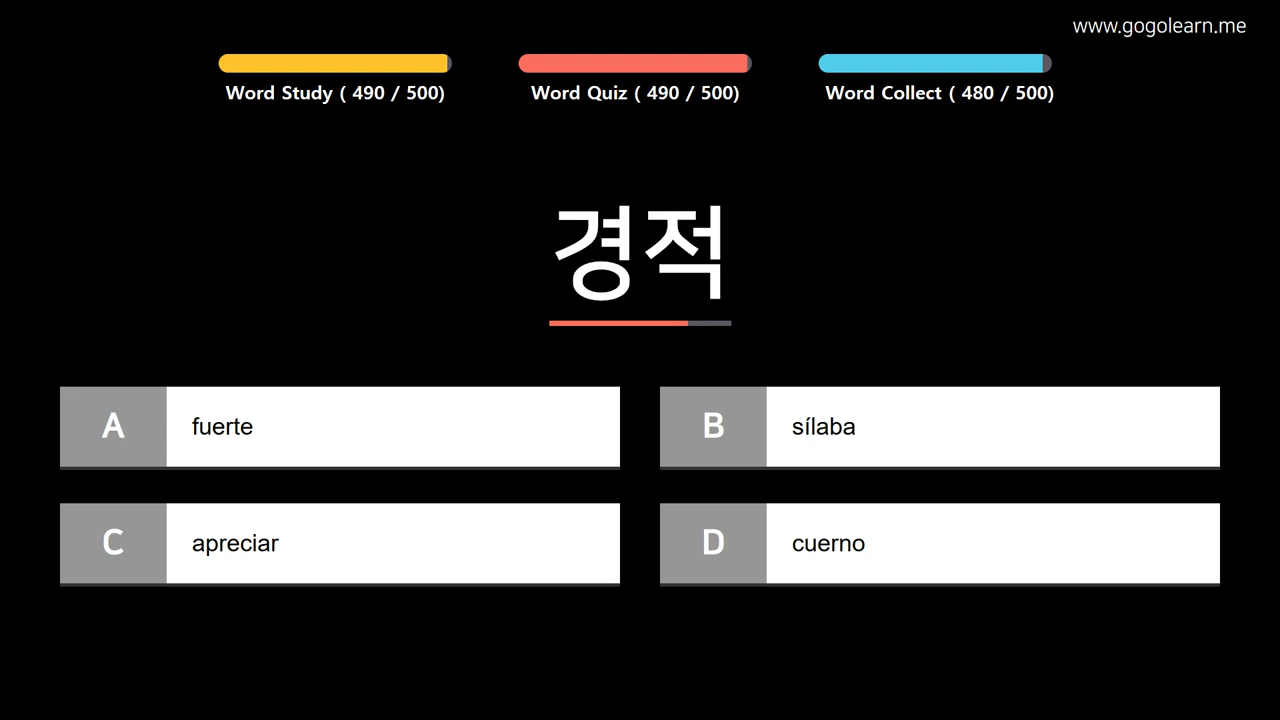 www.gogolearn.me
Word Study ( 490 / 500)
Word Quiz ( 490 / 500)
Word Collect ( 480 / 500)
경적
A
fuerte
B
sílaba
C
apreciar
D
cuerno